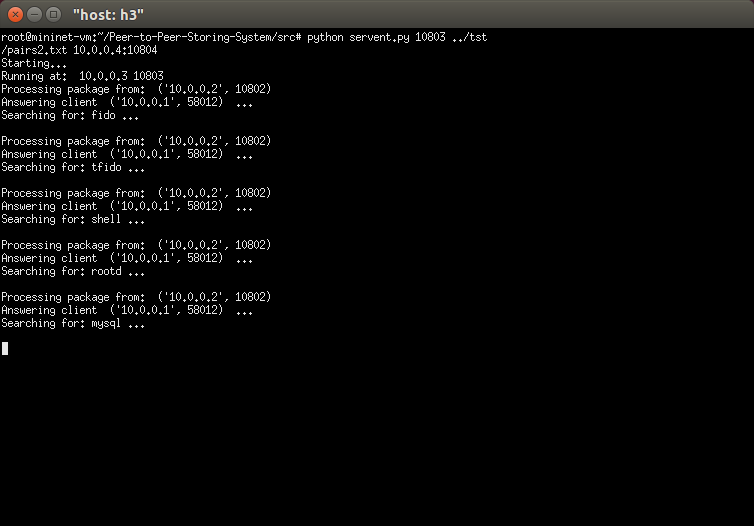 "host: h3"
root@mininet-vm:~/Peer-to-Peer-Storing-System/src# python servent.py 10803 ../tst
/pairs2.txt 10.0.0.4:10804
Starting...
Running at:  10.0.0.3 10803
Processing package from:  ('10.0.0.2', 10802)
Answering client  ('10.0.0.1', 58012)  ...
Searching for: fido ...
Processing package from:  ('10.0.0.2', 10802)
Answering client  ('10.0.0.1', 58012)  ...
Searching for: tfido ...
Processing package from:  ('10.0.0.2', 10802)
Answering client  ('10.0.0.1', 58012)  ...
Searching for: shell ...
Processing package from:  ('10.0.0.2', 10802)
Answering client  ('10.0.0.1', 58012)  ...
Searching for: rootd ...
Processing package from:  ('10.0.0.2', 10802)
Answering client  ('10.0.0.1', 58012)  ...
Searching for: mysql ...